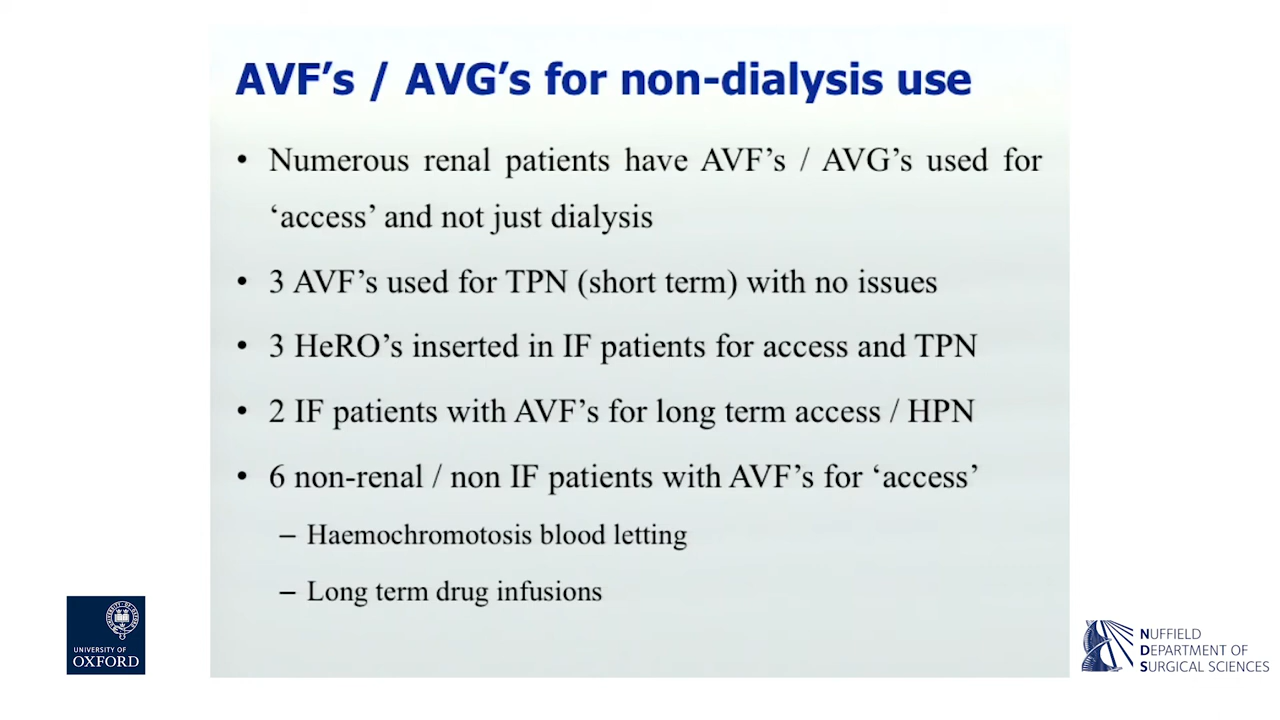 AVF’s / AVG’s for non-dialysis use
• Numerous renal patients have AVF’s / AVG’s used for
‘access’ and not just dialysis
• 3 AVF’s used for TPN (short term) with no issues
• 3 HeRO’s inserted in IF patients for access and TPN
• 2 IF patients with AVF’s for long term access / HPN
• 6 non-renal / non IF patients with AVF’s for ‘access’
– Haemochromotosis blood letting
– Long term drug infusions
UNIVERSITY OF
OXFORD
NUFFIELD
DEPARTMENT OF
SURGICAL SCIENCES